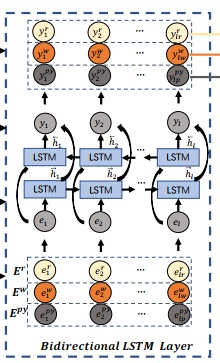 y₁ʳ y₂ʳ ... y_lrʳ
y₁ʷ y₂ʷ ... y_lwʷ
y₁ᵖʸ y₂ᵖʸ ... y_lpᵖʸ
y₁ y₂ ... y_l
h⃖₁ h⃖₂ h⃖_l
LSTM LSTM ... LSTM
h⃗₁ h⃗₂ h⃗_l
LSTM LSTM ... LSTM
e₁ e₂ ... e_l
Eʳ e₁ʳ e₂ʳ ... e_lrʳ
Eʷ e₁ʷ e₂ʷ ... e_lwʷ
Eᵖʸ e₁ᵖʸ e₂ᵖʸ ... e_lpᵖʸ
Bidirectional LSTM Layer